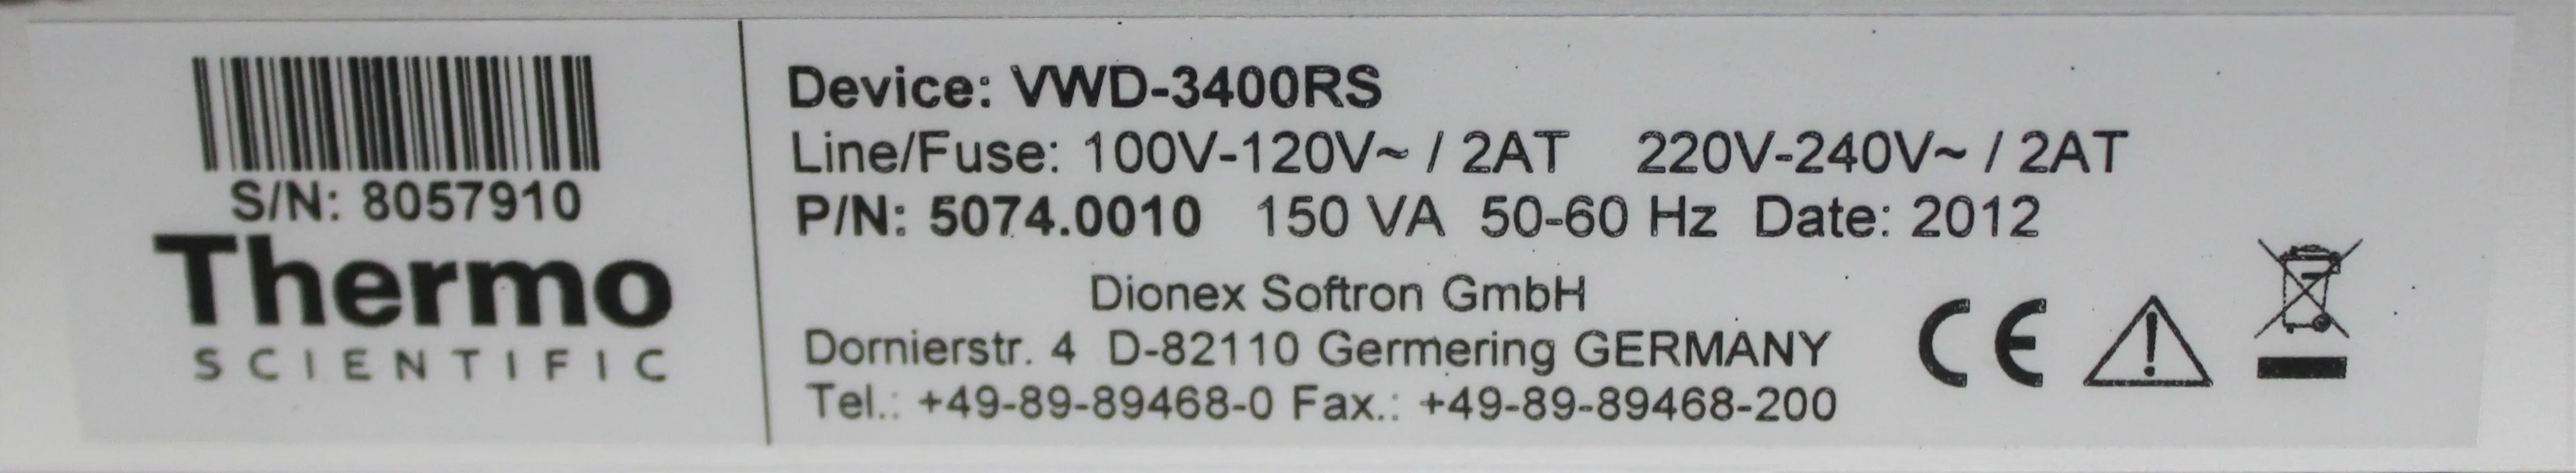 S/N: 8057910
Thermo
SCIENTIFIC
Device: VWD-3400RS
Line/Fuse: 100V-120V~ / 2AT 220V-240V~ / 2AT
P/N: 5074.0010 150 VA 50-60 Hz Date: 2012
Dionex Softron GmbH
Dornierstr. 4 D-82110 Germering GERMANY
Tel.: +49-89-89468-0 Fax.: +49-89-89468-200
CE